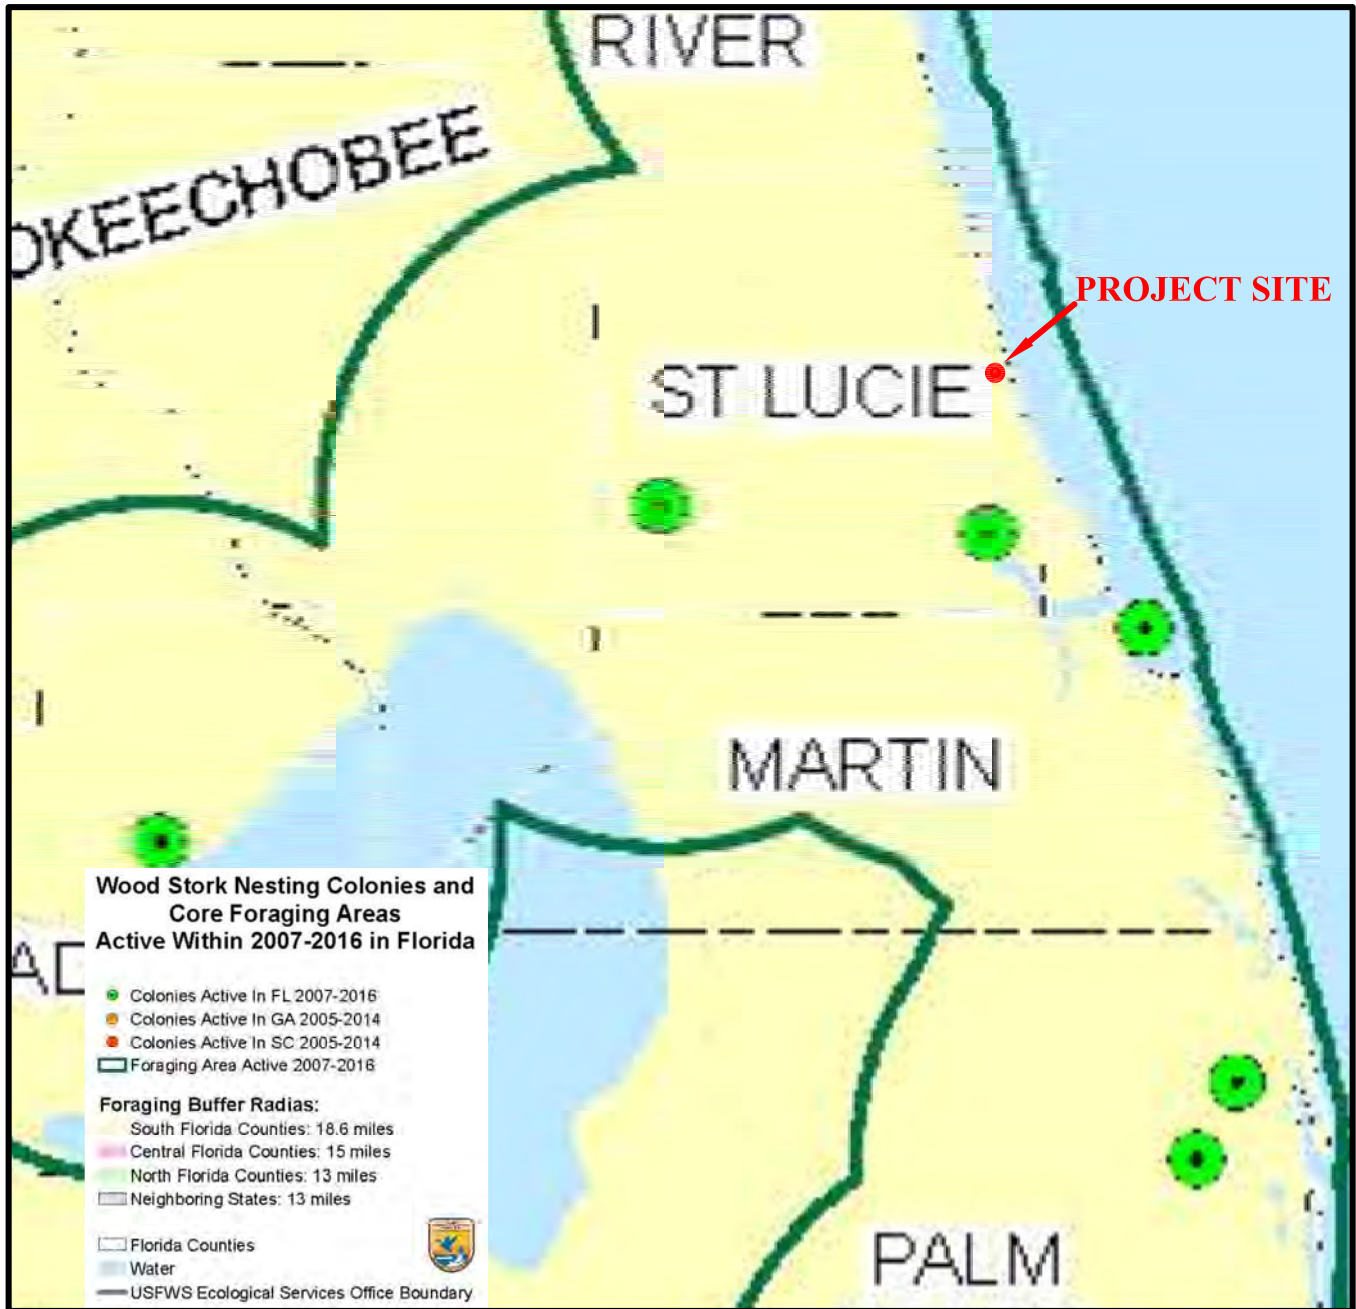 RIVER
OKEECHOBEE
PROJECT SITE
ST LUCIE
MARTIN
Wood Stork Nesting Colonies and
Core Foraging Areas
Active Within 2007-2016 in Florida
AD
Colonies Active In FL 2007-2016
Colonies Active In GA 2005-2014
Colonies Active In SC 2005-2014
Foraging Area Active 2007-2016
Foraging Buffer Radias:
South Florida Counties: 18.6 miles
Central Florida Counties: 15 miles
North Florida Counties: 13 miles
Neighboring States: 13 miles
Florida Counties
Water
USFWS Ecological Services Office Boundary
PALM